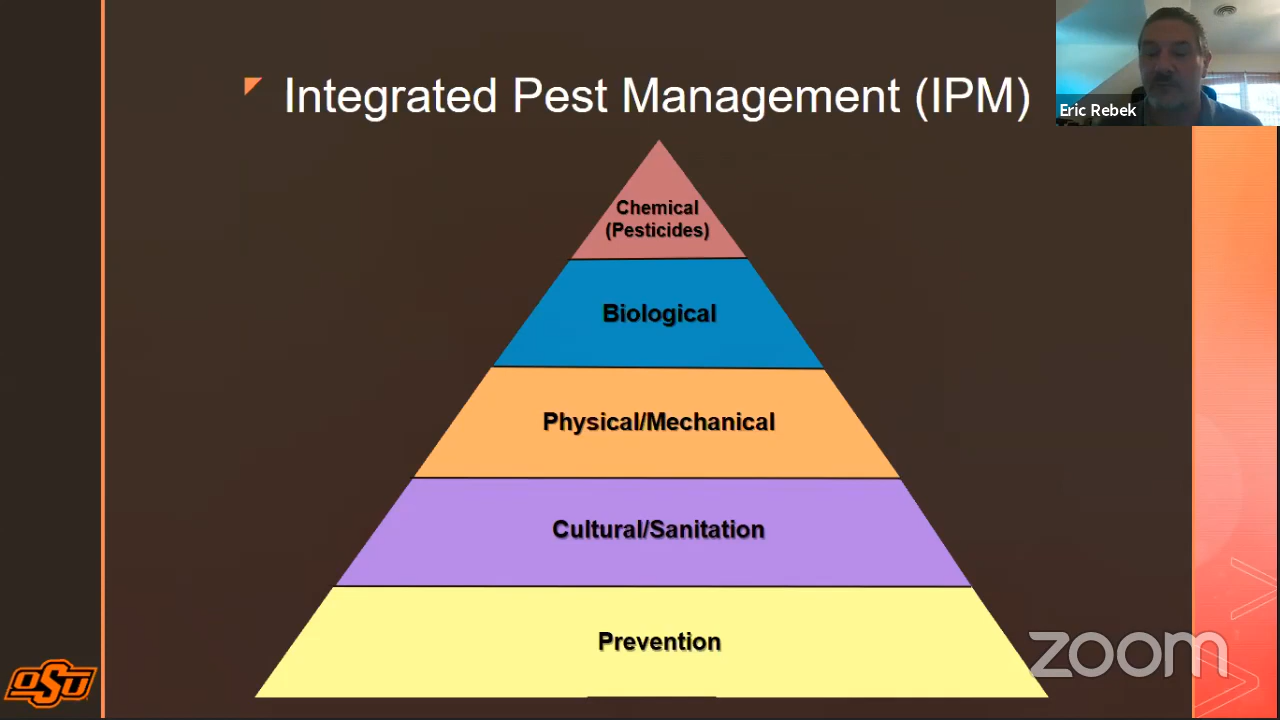 Integrated Pest Management (IPM)
Eric Rebek
Chemical
(Pesticides)
Biological
Physical/Mechanical
Cultural/Sanitation
Prevention
zoom
OSU